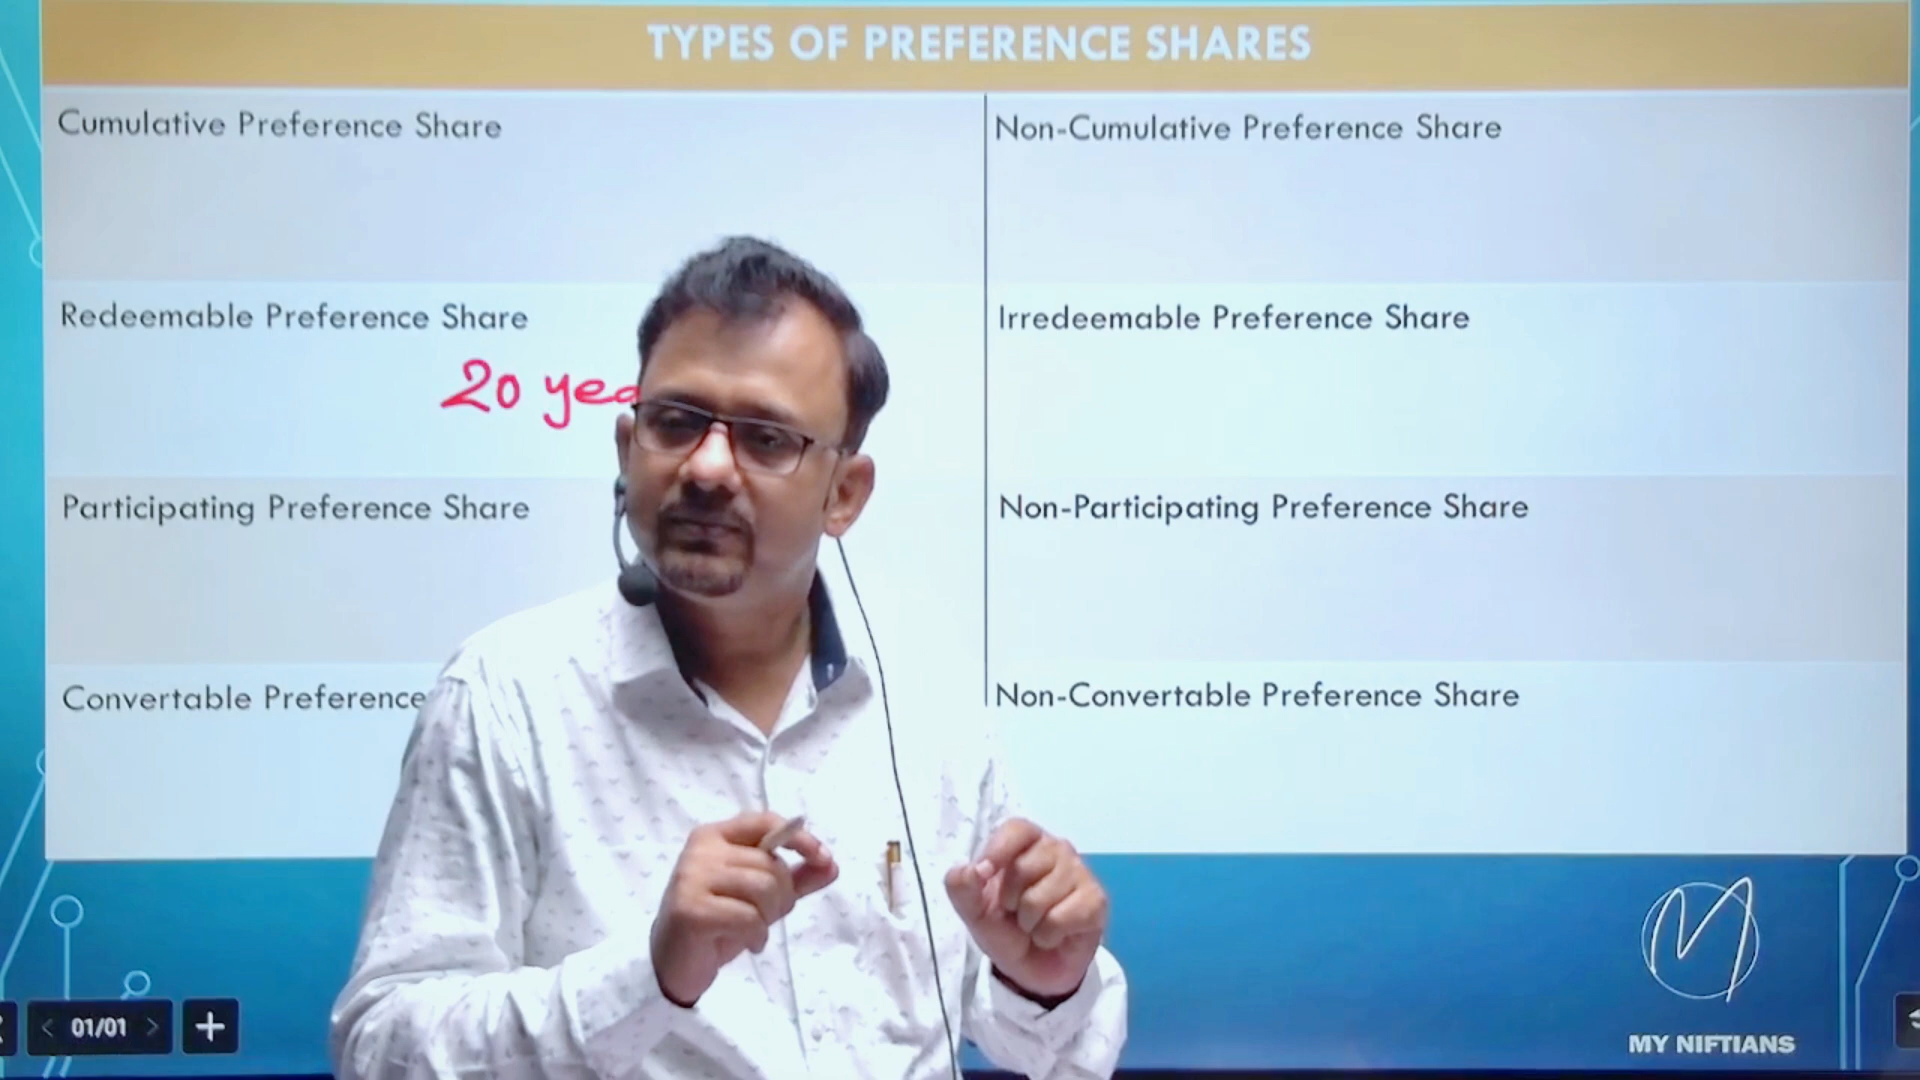 TYPES OF PREFERENCE SHARES
Cumulative Preference Share
Non-Cumulative Preference Share
Redeemable Preference Share
Irredeemable Preference Share
20 yea
Participating Preference Share
Non-Participating Preference Share
Convertable Preference
Non-Convertable Preference Share
01/01
MY NIFTIANS